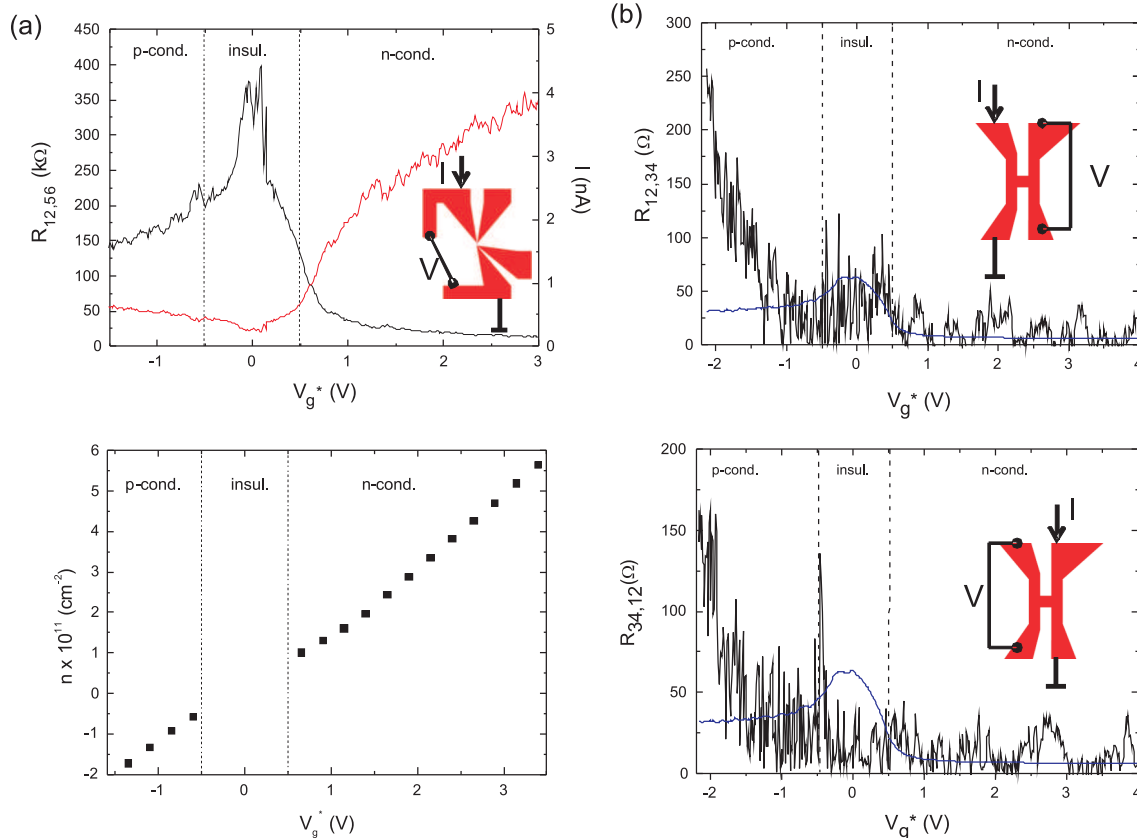 (a)
p-cond. insul. n-cond.
R12,56 (kΩ)
450
400
350
300
250
200
150
100
50
0
5
4
3
2
1
0
I (nA)
I
V
-1 0 1 2 3
Vg* (V)
p-cond. insul. n-cond.
n x 10^11 (cm^-2)
6
5
4
3
2
1
0
-1
-2
-1 0 1 2 3
Vg* (V)
(b)
p-cond. insul. n-cond.
R12,34 (Ω)
300
250
200
150
100
50
0
I
V
-2 -1 0 1 2 3 4
Vg* (V)
p-cond. insul. n-cond.
R34,12(Ω)
200
150
100
50
0
I
V
-2 -1 0 1 2 3 4
Vg* (V)